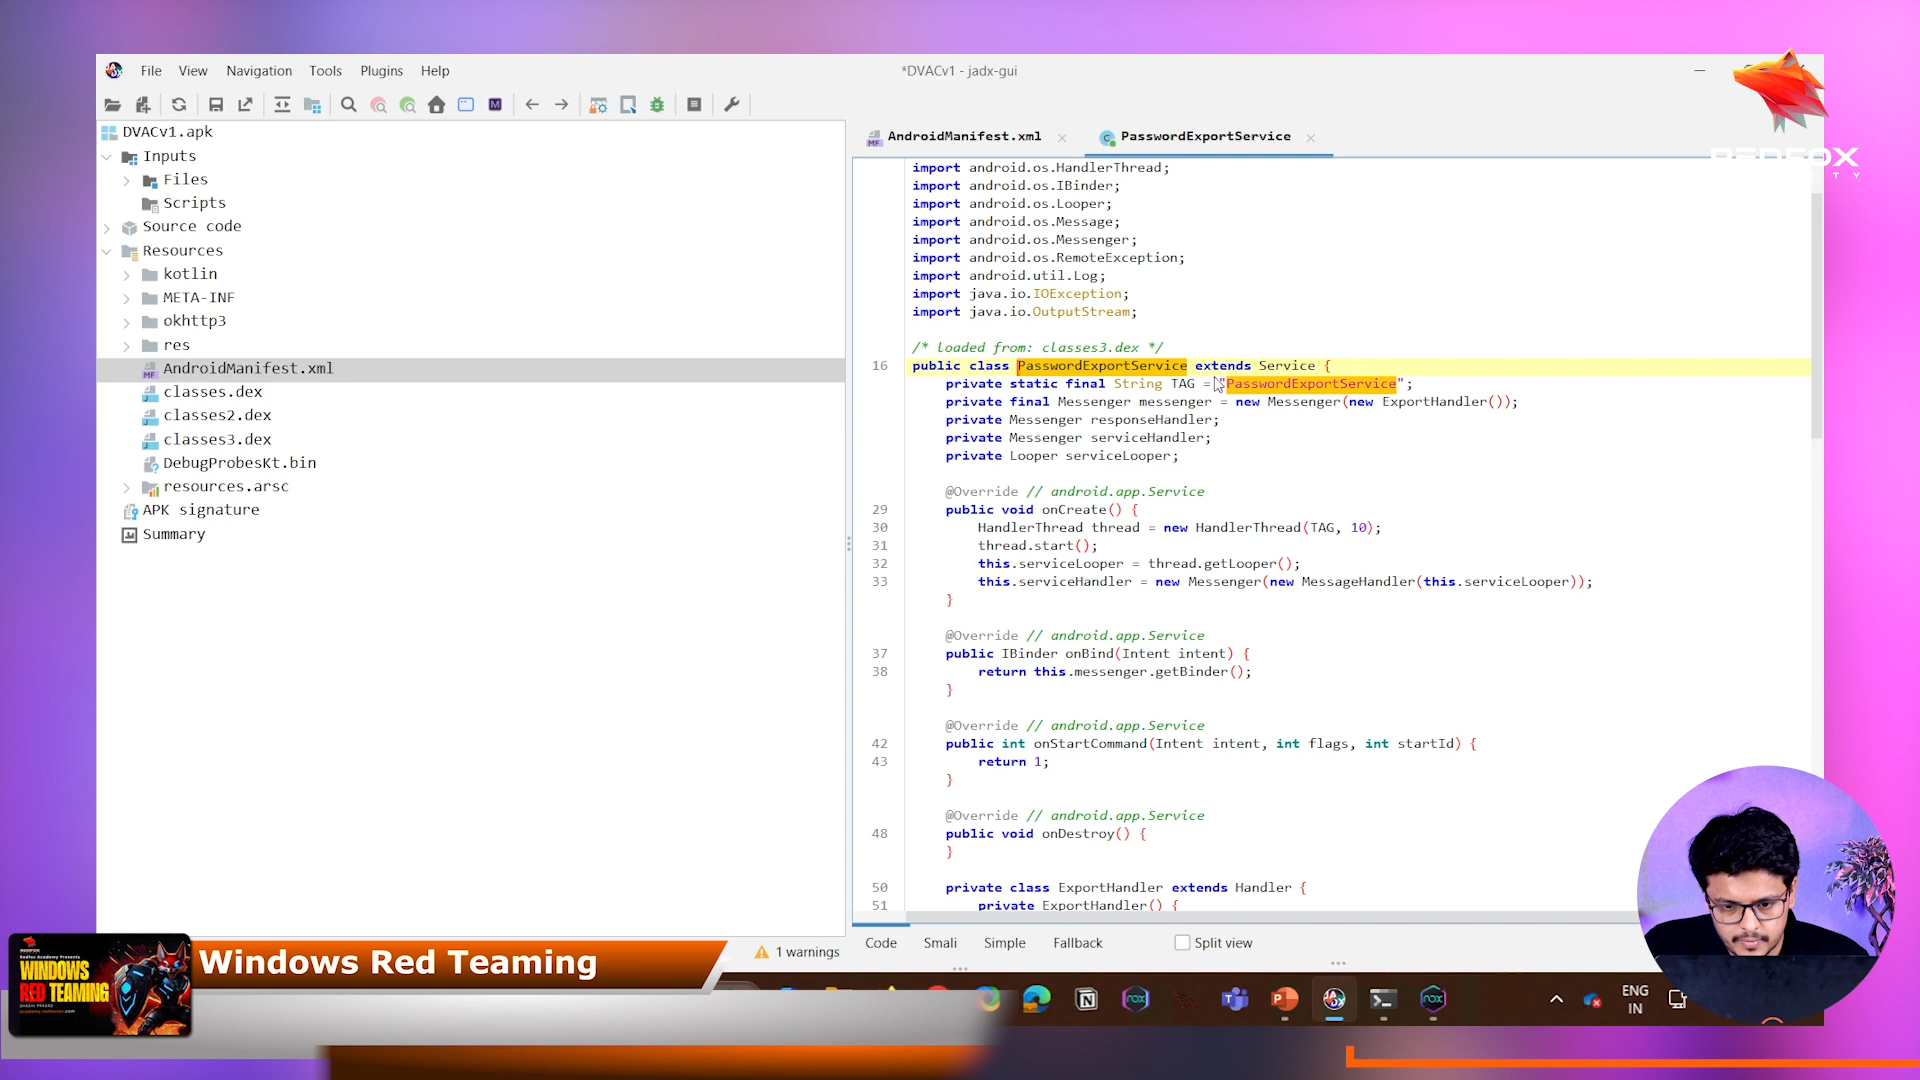 File View Navigation Tools Plugins Help
*DVACv1 - jadx-gui
DVACv1.apk
Inputs
Files
Scripts
Source code
Resources
kotlin
META-INF
okhttp3
res
AndroidManifest.xml
classes.dex
classes2.dex
classes3.dex
DebugProbesKt.bin
resources.arsc
APK signature
Summary
AndroidManifest.xml PasswordExportService
import android.os.HandlerThread;
import android.os.IBinder;
import android.os.Looper;
import android.os.Message;
import android.os.Messenger;
import android.os.RemoteException;
import android.util.Log;
import java.io.IOException;
import java.io.OutputStream;
/* loaded from: classes3.dex */
16 public class PasswordExportService extends Service {
private static final String TAG = "PasswordExportService";
private final Messenger messenger = new Messenger(new ExportHandler());
private Messenger responseHandler;
private Messenger serviceHandler;
private Looper serviceLooper;
@Override // android.app.Service
29 public void onCreate() {
30 HandlerThread thread = new HandlerThread(TAG, 10);
31 thread.start();
32 this.serviceLooper = thread.getLooper();
33 this.serviceHandler = new Messenger(new MessageHandler(this.serviceLooper));
}
@Override // android.app.Service
37 public IBinder onBind(Intent intent) {
38 return this.messenger.getBinder();
}
@Override // android.app.Service
42 public int onStartCommand(Intent intent, int flags, int startId) {
43 return 1;
}
@Override // android.app.Service
48 public void onDestroy() {
}
50 private class ExportHandler extends Handler {
51 private ExportHandler() {
1 warnings
Code Smali Simple Fallback Split view
REDFOX
Redfox Academy Presents
WINDOWS
RED TEAMING
academy.redfoxsec.com
Windows Red Teaming
ENG
IN